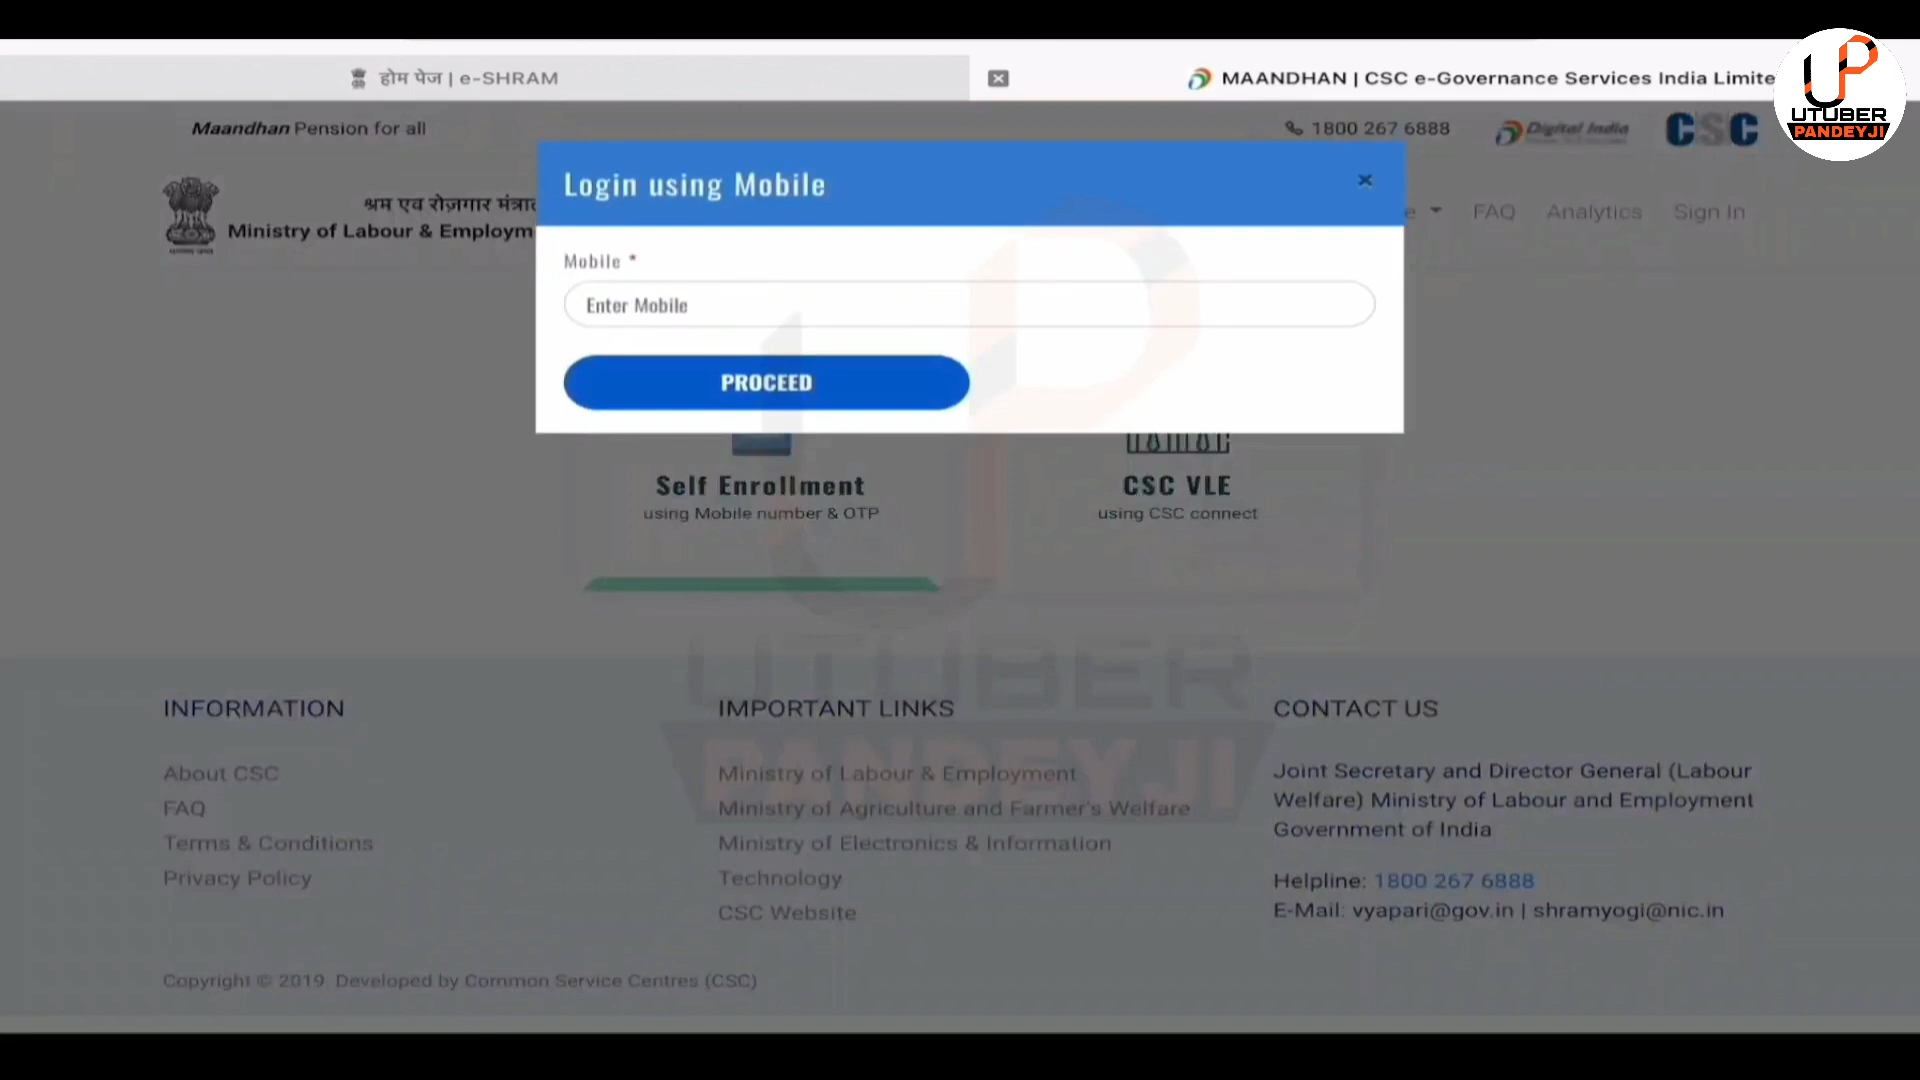 होम पेज | e-SHRAM
MAANDHAN | CSC e-Governance Services India Limite
UTUBER
PANDEYJI
Maandhan Pension for all
1800 267 6888
Digital India
CSC
Login using Mobile
श्रम एवं रोज़गार
Ministry of Labour & Employm
e
FAQ
Analytics
Sign In
Mobile *
Enter Mobile
PROCEED
Self Enrollment
using Mobile number & OTP
CSC VLE
using CSC connect
UTUBER
PANDEYJI
INFORMATION
About CSC
FAQ
Terms & Conditions
Privacy Policy
IMPORTANT LINKS
Ministry of Labour & Employment
Ministry of Agriculture and Farmer's Welfare
Ministry of Electronics & Information
Technology
CSC Website
CONTACT US
Joint Secretary and Director General (Labour
Welfare) Ministry of Labour and Employment
Government of India
Helpline: 1800 267 6888
E-Mail: vyapari@gov.in | shramyogi@nic.in
Copyright © 2019. Developed by Common Service Centres (CSC)